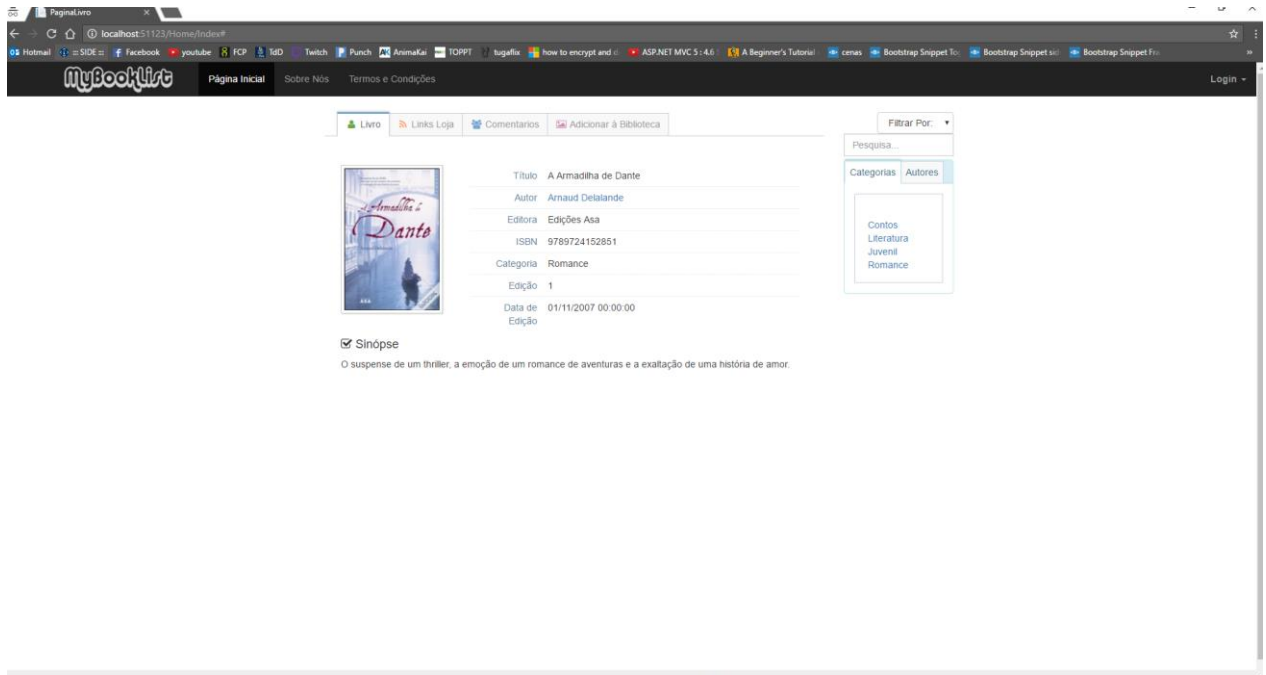 PaginaLivro
localhost:51123/Home/Index#
Hotmail :: SIDE :: Facebook youtube FCP TdD Twitch Punch AnimaKai TOPPT tugaflix how to encrypt and d ASP.NET MVC 5 : 4.6 A Beginner's Tutorial cenas Bootstrap Snippet To Bootstrap Snippet sid Bootstrap Snippet Fra
MyBookList Página Inicial Sobre Nós Termos e Condições Login
Livro Links Loja Comentarios Adicionar à Biblioteca
Filtrar Por:
Pesquisa...
Categorias Autores
Contos
Literatura
Juvenil
Romance
A Armadilha de
Dante
ASA
Título A Armadilha de Dante
Autor Arnaud Delalande
Editora Edições Asa
ISBN 9789724152851
Categoria Romance
Edição 1
Data de 01/11/2007 00:00:00
Edição
Sinópse
O suspense de um thriller, a emoção de um romance de aventuras e a exaltação de uma história de amor.